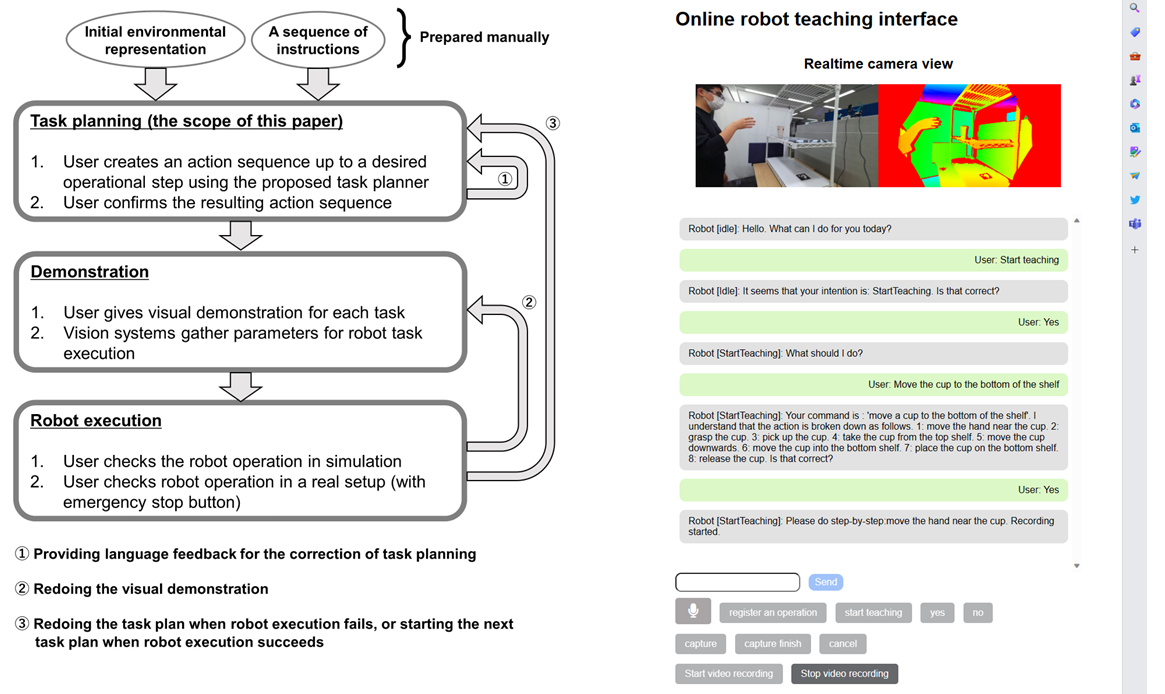 Initial environmental
representation
A sequence of
instructions
Prepared manually
Task planning (the scope of this paper)
1. User creates an action sequence up to a desired
operational step using the proposed task planner
2. User confirms the resulting action sequence
①
③
Demonstration
1. User gives visual demonstration for each task
2. Vision systems gather parameters for robot task
execution
②
Robot execution
1. User checks the robot operation in simulation
2. User checks robot operation in a real setup (with
emergency stop button)
① Providing language feedback for the correction of task planning
② Redoing the visual demonstration
③ Redoing the task plan when robot execution fails, or starting the next
task plan when robot execution succeeds
Online robot teaching interface
Realtime camera view
Robot [idle]: Hello. What can I do for you today?
User: Start teaching
Robot [Idle]: It seems that your intention is: StartTeaching. Is that correct?
User: Yes
Robot [StartTeaching]: What should I do?
User: Move the cup to the bottom of the shelf
Robot [StartTeaching]: Your command is : 'move a cup to the bottom of the shelf'. I
understand that the action is broken down as follows. 1: move the hand near the cup. 2:
grasp the cup. 3: pick up the cup. 4: take the cup from the top shelf. 5: move the cup
downwards. 6: move the cup into the bottom shelf. 7: place the cup on the bottom shelf.
8: release the cup. Is that correct?
User: Yes
Robot [StartTeaching]: Please do step-by-step:move the hand near the cup. Recording
started.
Send
register an operation
start teaching
yes
no
capture
capture finish
cancel
Start video recording
Stop video recording